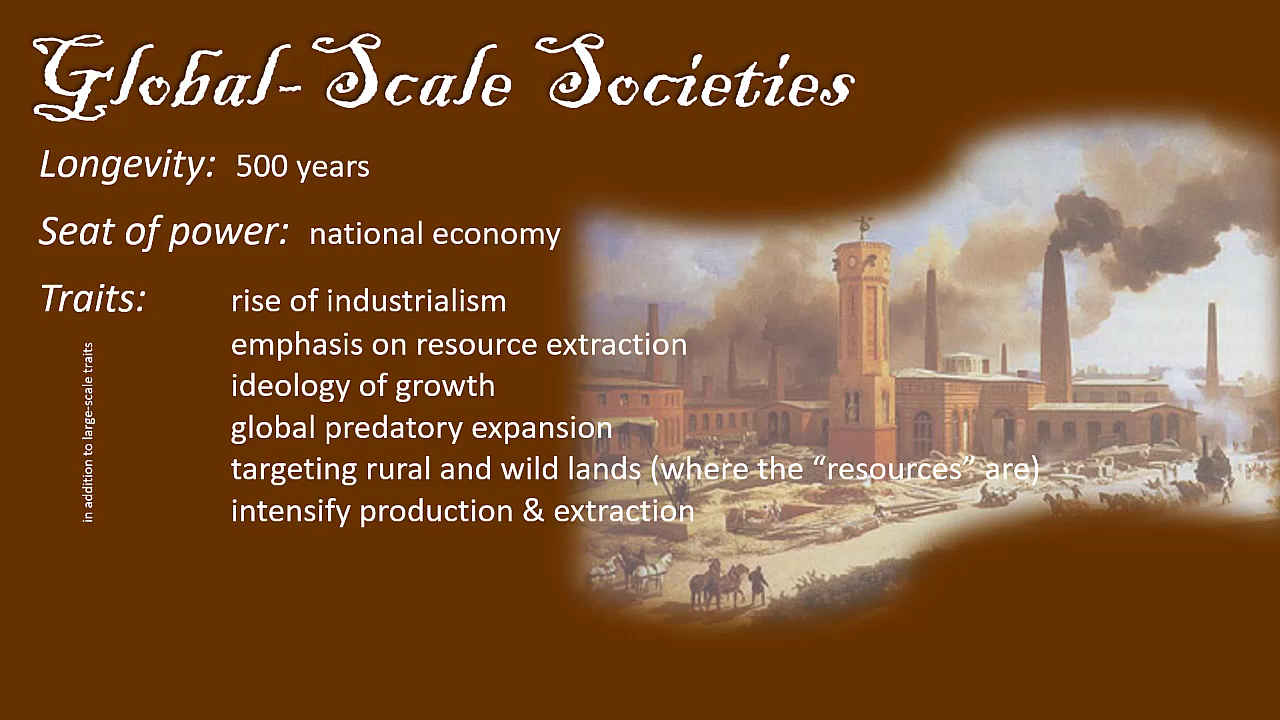 Global-Scale Societies
Longevity: 500 years
Seat of power: national economy
Traits: rise of industrialism
emphasis on resource extraction
ideology of growth
global predatory expansion
targeting rural and wild lands (where the “resources” are)
intensify production & extraction
in addition to large-scale traits